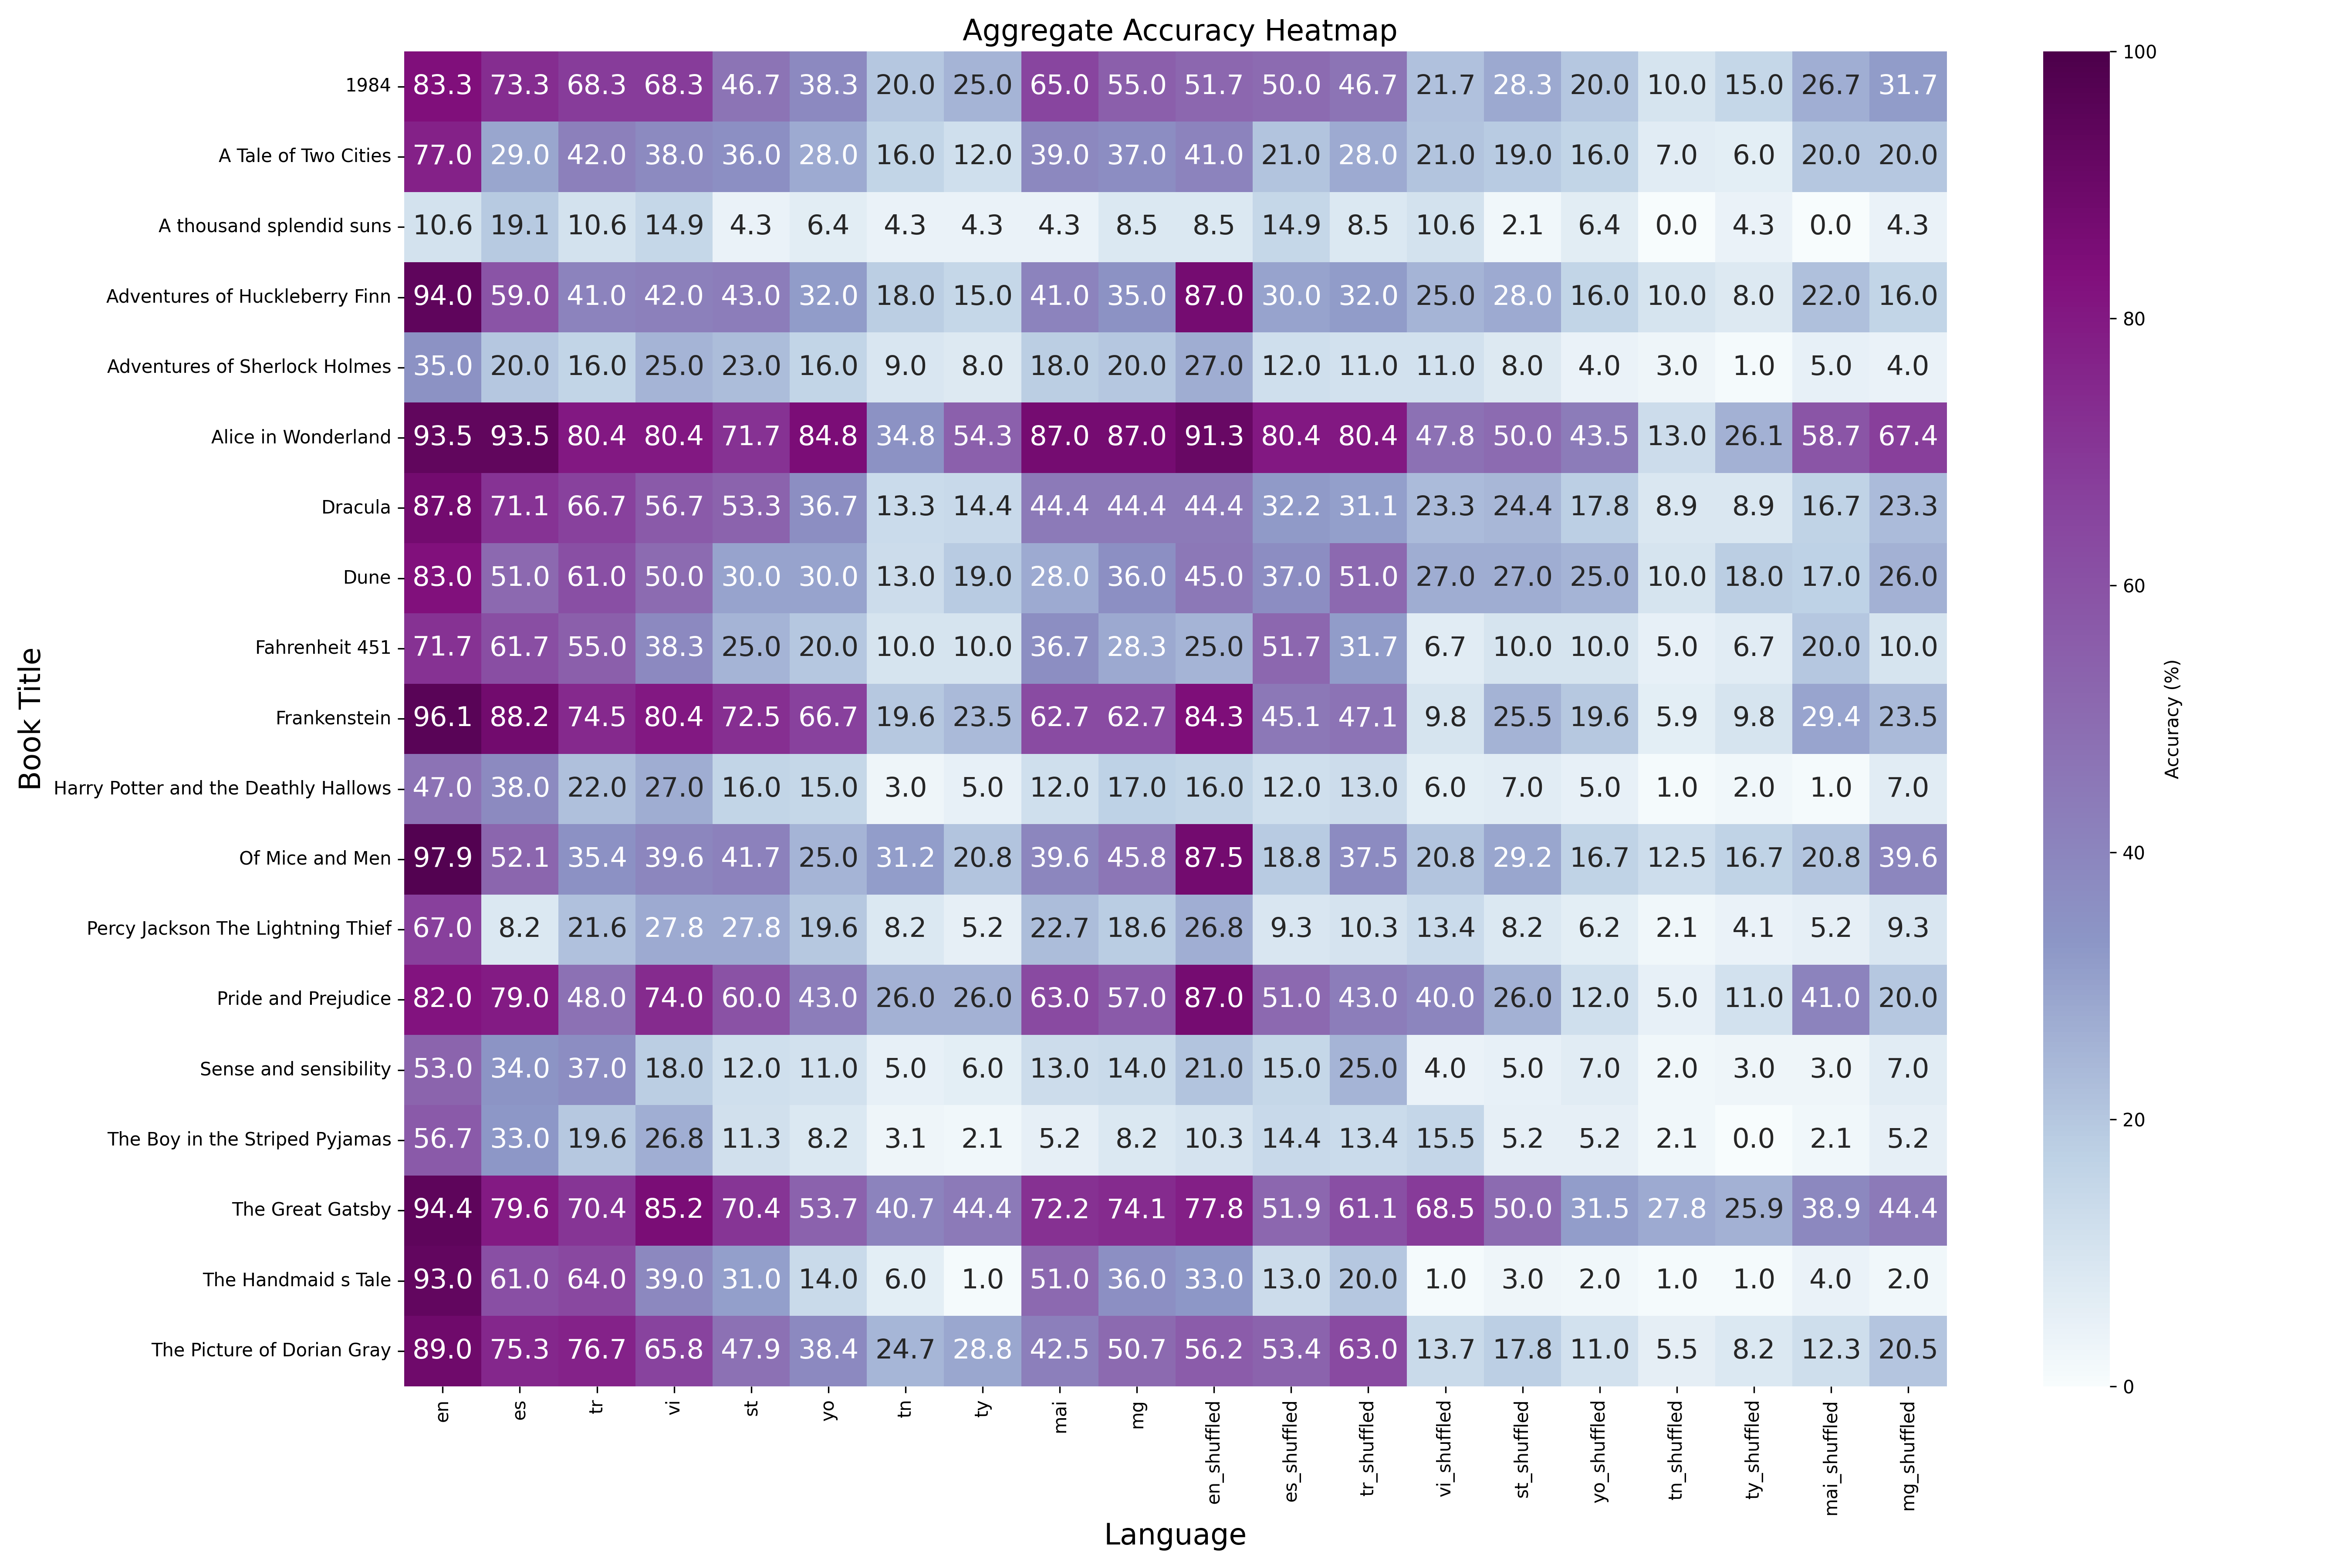 Aggregate Accuracy Heatmap
1984 83.3 73.3 68.3 68.3 46.7 38.3 20.0 25.0 65.0 55.0 51.7 50.0 46.7 21.7 28.3 20.0 10.0 15.0 26.7 31.7
A Tale of Two Cities 77.0 29.0 42.0 38.0 36.0 28.0 16.0 12.0 39.0 37.0 41.0 21.0 28.0 21.0 19.0 16.0 7.0 6.0 20.0 20.0
A thousand splendid suns 10.6 19.1 10.6 14.9 4.3 6.4 4.3 4.3 4.3 8.5 8.5 14.9 8.5 10.6 2.1 6.4 0.0 4.3 0.0 4.3
Adventures of Huckleberry Finn 94.0 59.0 41.0 42.0 43.0 32.0 18.0 15.0 41.0 35.0 87.0 30.0 32.0 25.0 28.0 16.0 10.0 8.0 22.0 16.0
Adventures of Sherlock Holmes 35.0 20.0 16.0 25.0 23.0 16.0 9.0 8.0 18.0 20.0 27.0 12.0 11.0 11.0 8.0 4.0 3.0 1.0 5.0 4.0
Alice in Wonderland 93.5 93.5 80.4 80.4 71.7 84.8 34.8 54.3 87.0 87.0 91.3 80.4 80.4 47.8 50.0 43.5 13.0 26.1 58.7 67.4
Dracula 87.8 71.1 66.7 56.7 53.3 36.7 13.3 14.4 44.4 44.4 44.4 32.2 31.1 23.3 24.4 17.8 8.9 8.9 16.7 23.3
Dune 83.0 51.0 61.0 50.0 30.0 30.0 13.0 19.0 28.0 36.0 45.0 37.0 51.0 27.0 27.0 25.0 10.0 18.0 17.0 26.0
Fahrenheit 451 71.7 61.7 55.0 38.3 25.0 20.0 10.0 10.0 36.7 28.3 25.0 51.7 31.7 6.7 10.0 10.0 5.0 6.7 20.0 10.0
Frankenstein 96.1 88.2 74.5 80.4 72.5 66.7 19.6 23.5 62.7 62.7 84.3 45.1 47.1 9.8 25.5 19.6 5.9 9.8 29.4 23.5
Harry Potter and the Deathly Hallows 47.0 38.0 22.0 27.0 16.0 15.0 3.0 5.0 12.0 17.0 16.0 12.0 13.0 6.0 7.0 5.0 1.0 2.0 1.0 7.0
Of Mice and Men 97.9 52.1 35.4 39.6 41.7 25.0 31.2 20.8 39.6 45.8 87.5 18.8 37.5 20.8 29.2 16.7 12.5 16.7 20.8 39.6
Percy Jackson The Lightning Thief 67.0 8.2 21.6 27.8 27.8 19.6 8.2 5.2 22.7 18.6 26.8 9.3 10.3 13.4 8.2 6.2 2.1 4.1 5.2 9.3
Pride and Prejudice 82.0 79.0 48.0 74.0 60.0 43.0 26.0 26.0 63.0 57.0 87.0 51.0 43.0 40.0 26.0 12.0 5.0 11.0 41.0 20.0
Sense and sensibility 53.0 34.0 37.0 18.0 12.0 11.0 5.0 6.0 13.0 14.0 21.0 15.0 25.0 4.0 5.0 7.0 2.0 3.0 3.0 7.0
The Boy in the Striped Pyjamas 56.7 33.0 19.6 26.8 11.3 8.2 3.1 2.1 5.2 8.2 10.3 14.4 13.4 15.5 5.2 5.2 2.1 0.0 2.1 5.2
The Great Gatsby 94.4 79.6 70.4 85.2 70.4 53.7 40.7 44.4 72.2 74.1 77.8 51.9 61.1 68.5 50.0 31.5 27.8 25.9 38.9 44.4
The Handmaid s Tale 93.0 61.0 64.0 39.0 31.0 14.0 6.0 1.0 51.0 36.0 33.0 13.0 20.0 1.0 3.0 2.0 1.0 1.0 4.0 2.0
The Picture of Dorian Gray 89.0 75.3 76.7 65.8 47.9 38.4 24.7 28.8 42.5 50.7 56.2 53.4 63.0 13.7 17.8 11.0 5.5 8.2 12.3 20.5
en es tr vi st yo tn ty mai mg en_shuffled es_shuffled tr_shuffled vi_shuffled st_shuffled yo_shuffled tn_shuffled ty_shuffled mai_shuffled mg_shuffled
Language
Book Title
100
80
60
40
20
0
Accuracy (%)